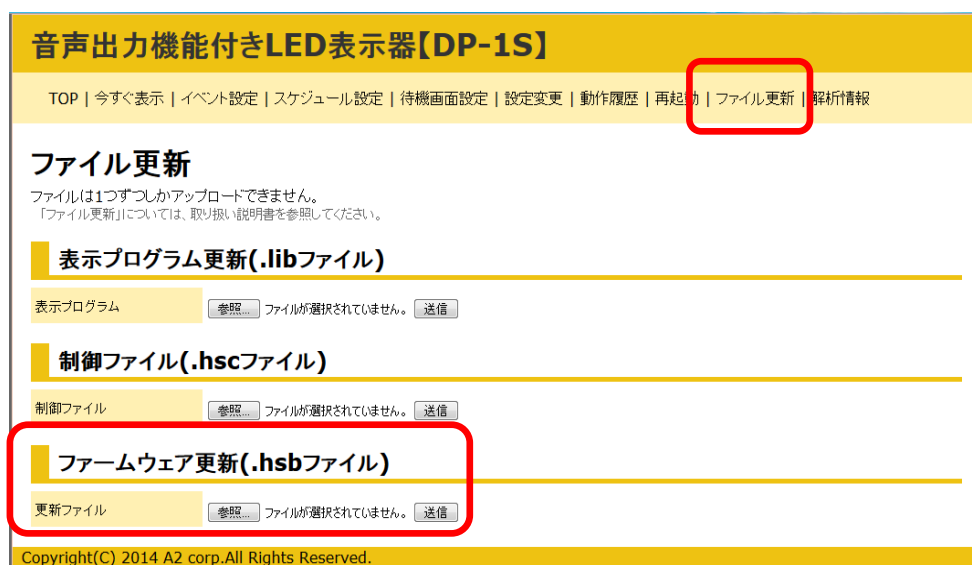 音声出力機能付きLED表示器【DP-1S】
TOP | 今すぐ表示 | イベント設定 | スケジュール設定 | 待機画面設定 | 設定変更 | 動作履歴 | 再起動 | ファイル更新 | 解析情報
ファイル更新
ファイルは1つずつしかアップロードできません。
「ファイル更新」については、取り扱い説明書を参照してください。
表示プログラム更新(.libファイル)
表示プログラム 参照... ファイルが選択されていません。 送信
制御ファイル(.hscファイル)
制御ファイル 参照... ファイルが選択されていません。 送信
ファームウェア更新(.hsbファイル)
更新ファイル 参照... ファイルが選択されていません。 送信
Copyright(C) 2014 A2 corp.All Rights Reserved.